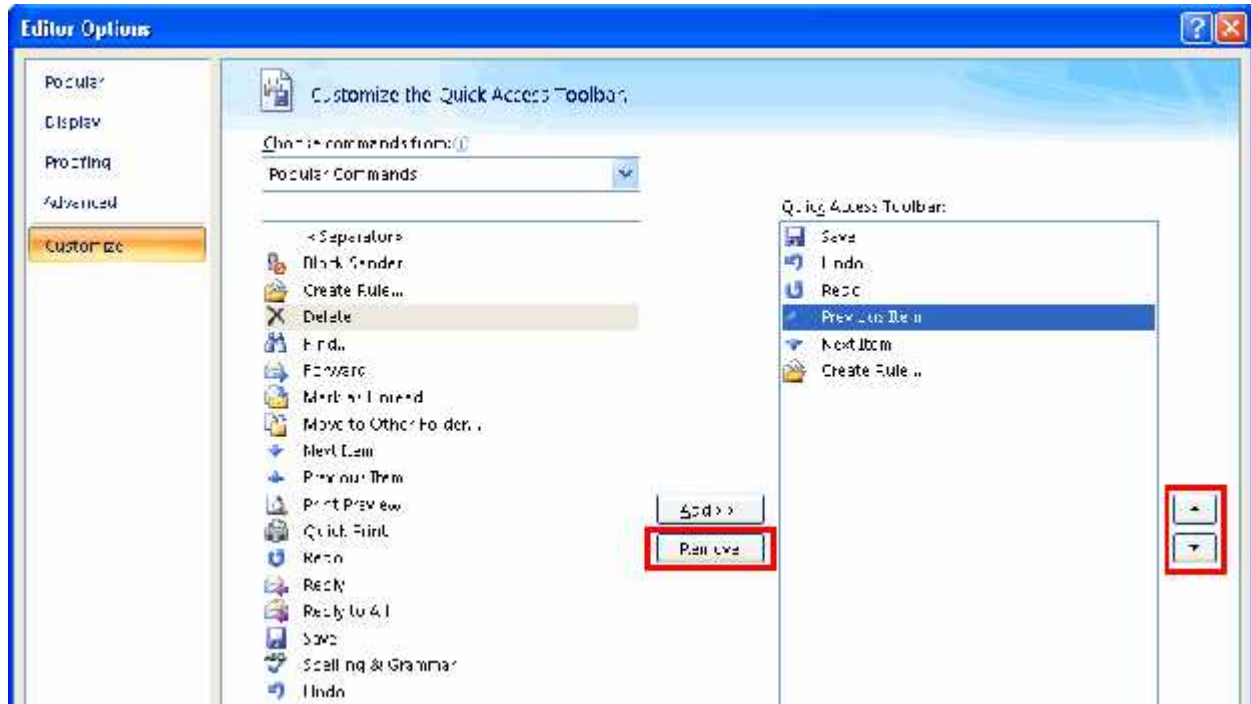 Editor Options
Popular
Display
Proofing
Advanced
Customize
Customize the Quick Access Toolbar.
Choose commands from:
Popular Commands
<Separator>
Block Sender
Create Rule...
Delete
Find...
Forward
Mark as Unread
Move to Other Folder...
Next Item
Previous Item
Print Preview
Quick Print
Redo
Reply
Reply to All
Save
Spelling & Grammar
Undo
Add >>
Remove
Quick Access Toolbar:
Save
Undo
Redo
Previous Item
Next Item
Create Rule...